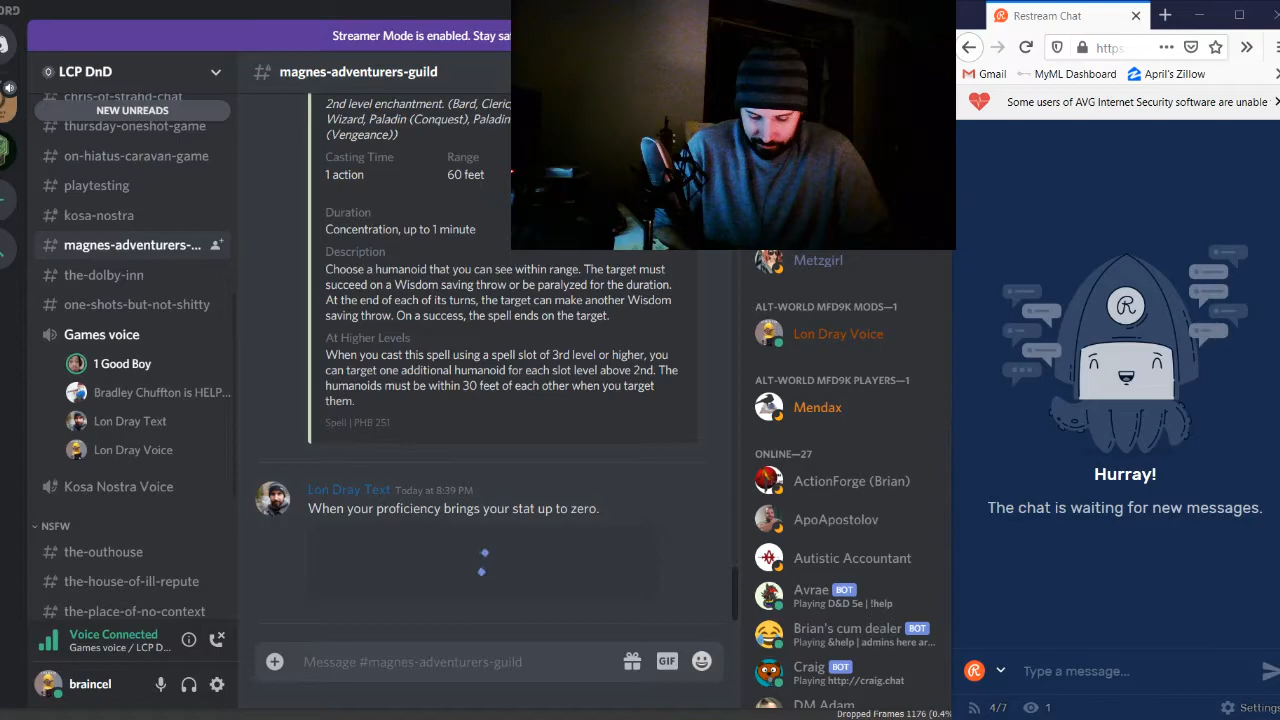 ORD
Streamer Mode is enabled. Stay saf
LCP DnD
chris-of-strahd-chat
NEW UNREADS
thursday-oneshot-game
on-hiatus-caravan-game
playtesting
kosa-nostra
magnes-adventurers-...
the-dolby-inn
one-shots-but-not-shitty
Games voice
1 Good Boy
Bradley Chuffton is HELP...
Lon Dray Text
Lon Dray Voice
Kosa Nostra Voice
NSFW
the-outhouse
the-house-of-ill-repute
the-place-of-no-context
Voice Connected
Games voice / LCP D...
Braincel
magnes-adventurers-guild
2nd level enchantment. (Bard, Cleric
Wizard, Paladin (Conquest), Paladin
(Vengeance))
Casting Time
Range
1 action
60 feet
Duration
Concentration, up to 1 minute
Description
Choose a humanoid that you can see within range. The target must
succeed on a Wisdom saving throw or be paralyzed for the duration.
At the end of each of its turns, the target can make another Wisdom
saving throw. On a success, the spell ends on the target.
At Higher Levels
When you cast this spell using a spell slot of 3rd level or higher, you
can target one additional humanoid for each slot level above 2nd. The
humanoids must be within 30 feet of each other when you target
them.
Spell | PHB 251
Lon Dray Text Today at 8:39 PM
When your proficiency brings your stat up to zero.
Message #magnes-adventurers-guild
GIF
Metzgirl
ALT-WORLD MFD9K MODS—1
Lon Dray Voice
ALT-WORLD MFD9K PLAYERS—1
Mendax
ONLINE—27
ActionForge (Brian)
ApoApostolov
Autistic Accountant
Avrae BOT
Playing D&D 5e | !help
Brian's cum dealer BOT
Playing &help | admins here ar...
Craig BOT
Playing http://craig.chat
DM Adam
Dropped Frames 1176 (0.4%
Restream Chat
https
Gmail
MyML Dashboard
April's Zillow
Some users of AVG Internet Security software are unable
R
Hurray!
The chat is waiting for new messages.
Type a message...
4/7
1
Settings